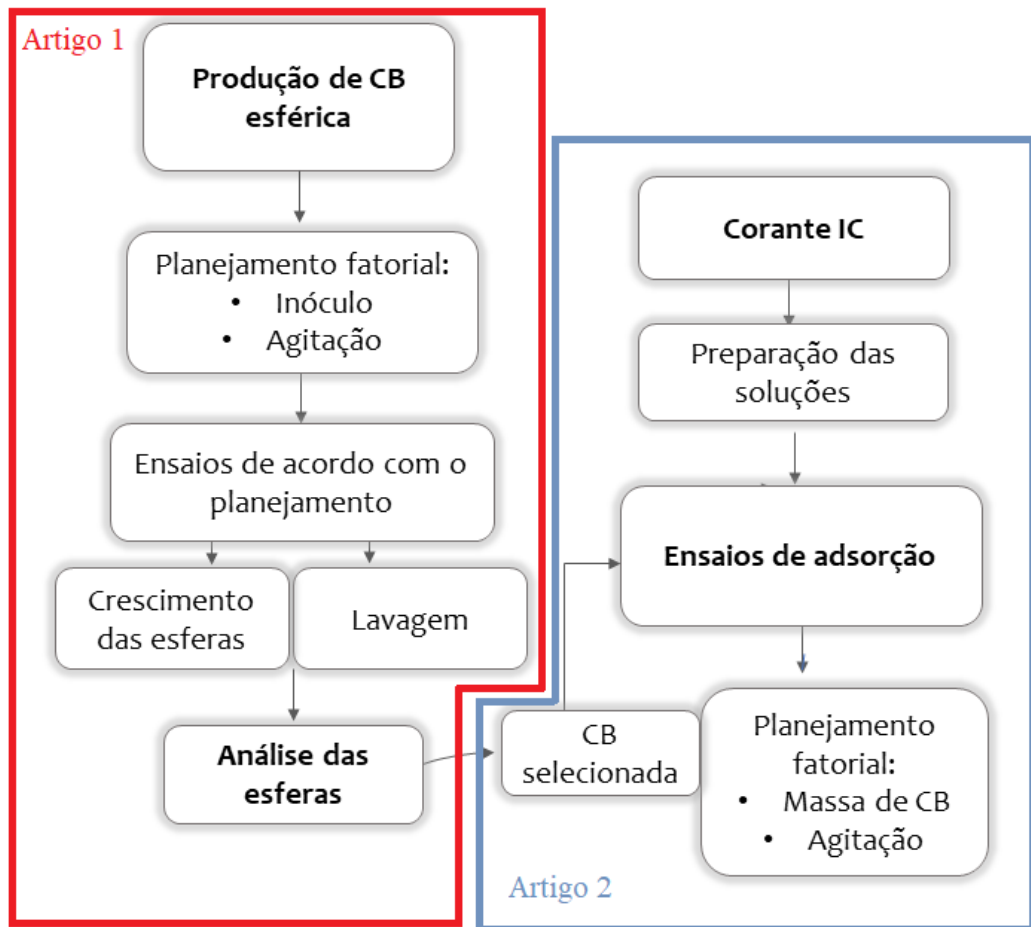 Artigo 1
Produção de CB
esférica
Planejamento fatorial:
• Inóculo
• Agitação
Ensaios de acordo com o
planejamento
Crescimento
das esferas
Lavagem
Análise das
esferas
Corante IC
Preparação das
soluções
Ensaios de adsorção
CB
selecionada
Planejamento
fatorial:
• Massa de CB
• Agitação
Artigo 2